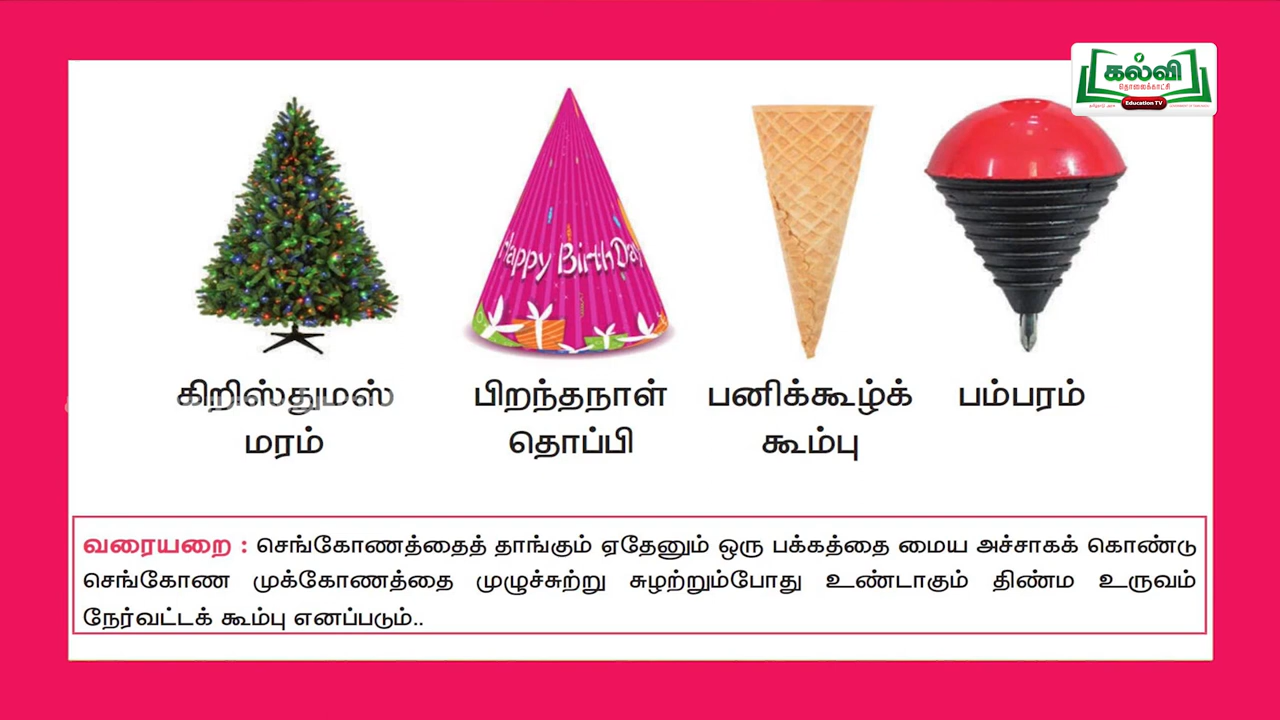 கல்வி
தொலைக்காட்சி
Education TV
Happy BirthDay
கிறிஸ்துமஸ் மரம்
பிறந்தநாள் தொப்பி
பனிக்கூழ்க் கூம்பு
பம்பரம்
வரையறை : செங்கோணத்தைத் தாங்கும் ஏதேனும் ஒரு பக்கத்தை மைய அச்சாகக் கொண்டு
செங்கோண முக்கோணத்தை முழுச்சுற்று சுழற்றும்போது உண்டாகும் திண்ம உருவம்
நேர்வட்டக் கூம்பு எனப்படும்..